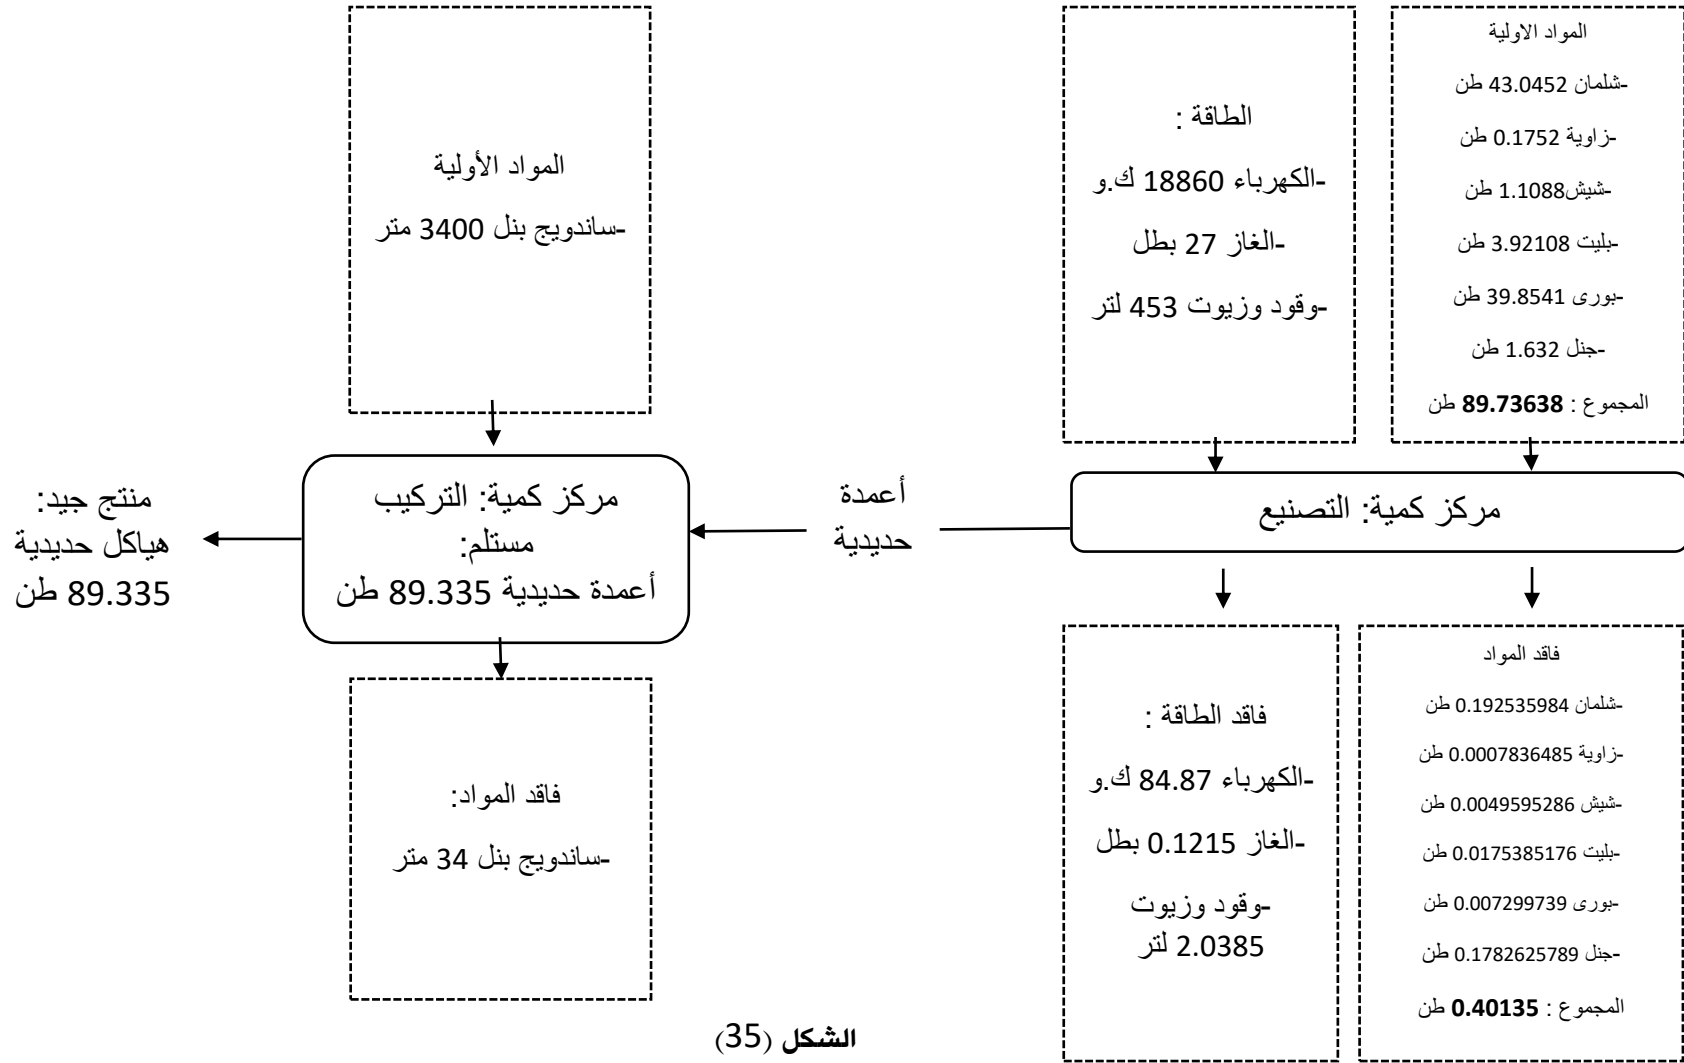 المواد الاولية
-شلمان 43.0452 طن
-زاوية 0.1752 طن
-شيش1.1088 طن
-بليت 3.92108 طن
-بورى 39.8541 طن
-جنل 1.632 طن
المجموع : 89.73638 طن
الطاقة :
-الكهرباء 18860 ك.و
-الغاز 27 بطل
-وقود وزيوت 453 لتر
المواد الأولية
-ساندويج بنل 3400 متر
مركز كمية: التصنيع
أعمدة
حديدية
مركز كمية: التركيب
مستلم:
أعمدة حديدية 89.335 طن
منتج جيد:
هياكل حديدية
89.335 طن
فاقد المواد
-شلمان 0.192535984 طن
-زاوية 0.0007836485 طن
-شيش 0.0049595286 طن
-بليت 0.0175385176 طن
-بورى 0.007299739 طن
-جنل 0.1782625789 طن
المجموع : 0.40135 طن
فاقد الطاقة :
-الكهرباء 84.87 ك.و
-الغاز 0.1215 بطل
-وقود وزيوت
2.0385 لتر
فاقد المواد:
-ساندويج بنل 34 متر
الشكل (35)